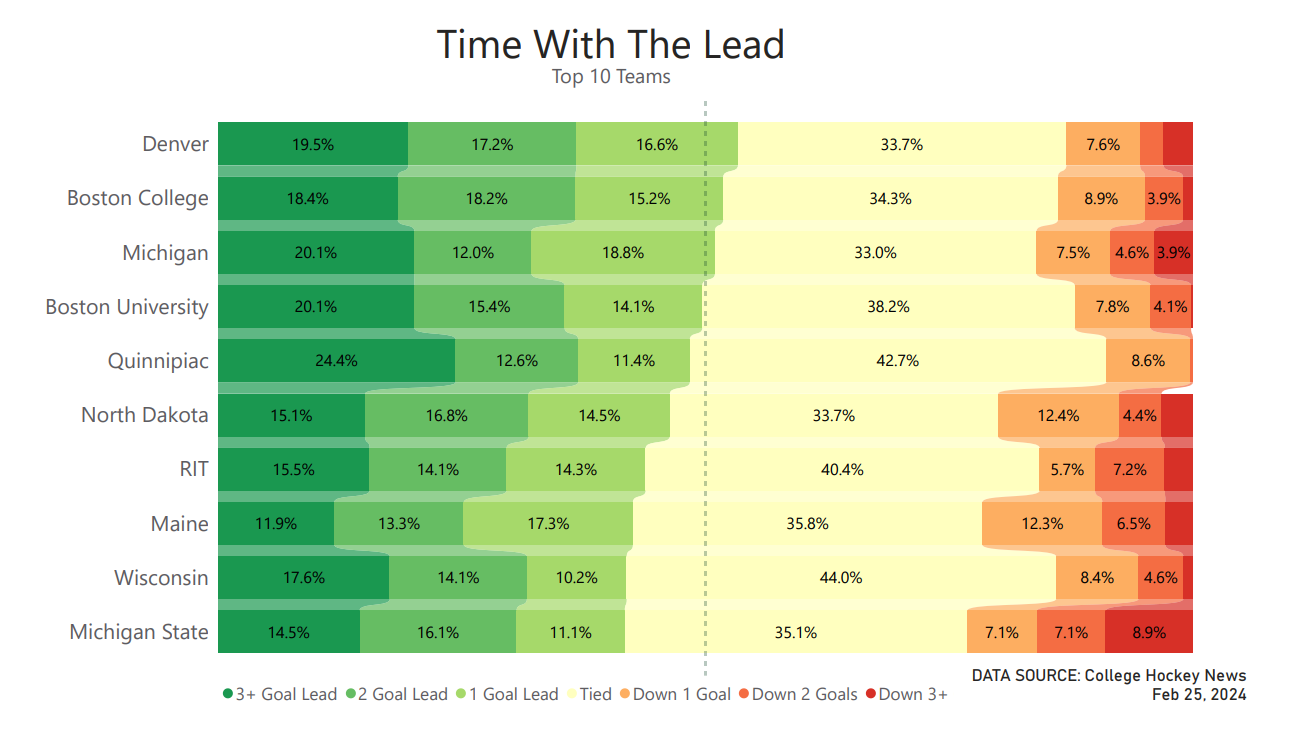 Time With The Lead
Top 10 Teams
Denver 19.5% 17.2% 16.6% 33.7% 7.6%
Boston College 18.4% 18.2% 15.2% 34.3% 8.9% 3.9%
Michigan 20.1% 12.0% 18.8% 33.0% 7.5% 4.6% 3.9%
Boston University 20.1% 15.4% 14.1% 38.2% 7.8% 4.1%
Quinnipiac 24.4% 12.6% 11.4% 42.7% 8.6%
North Dakota 15.1% 16.8% 14.5% 33.7% 12.4% 4.4%
RIT 15.5% 14.1% 14.3% 40.4% 5.7% 7.2%
Maine 11.9% 13.3% 17.3% 35.8% 12.3% 6.5%
Wisconsin 17.6% 14.1% 10.2% 44.0% 8.4% 4.6%
Michigan State 14.5% 16.1% 11.1% 35.1% 7.1% 7.1% 8.9%
3+ Goal Lead 2 Goal Lead 1 Goal Lead Tied Down 1 Goal Down 2 Goals Down 3+
DATA SOURCE: College Hockey News
Feb 25, 2024